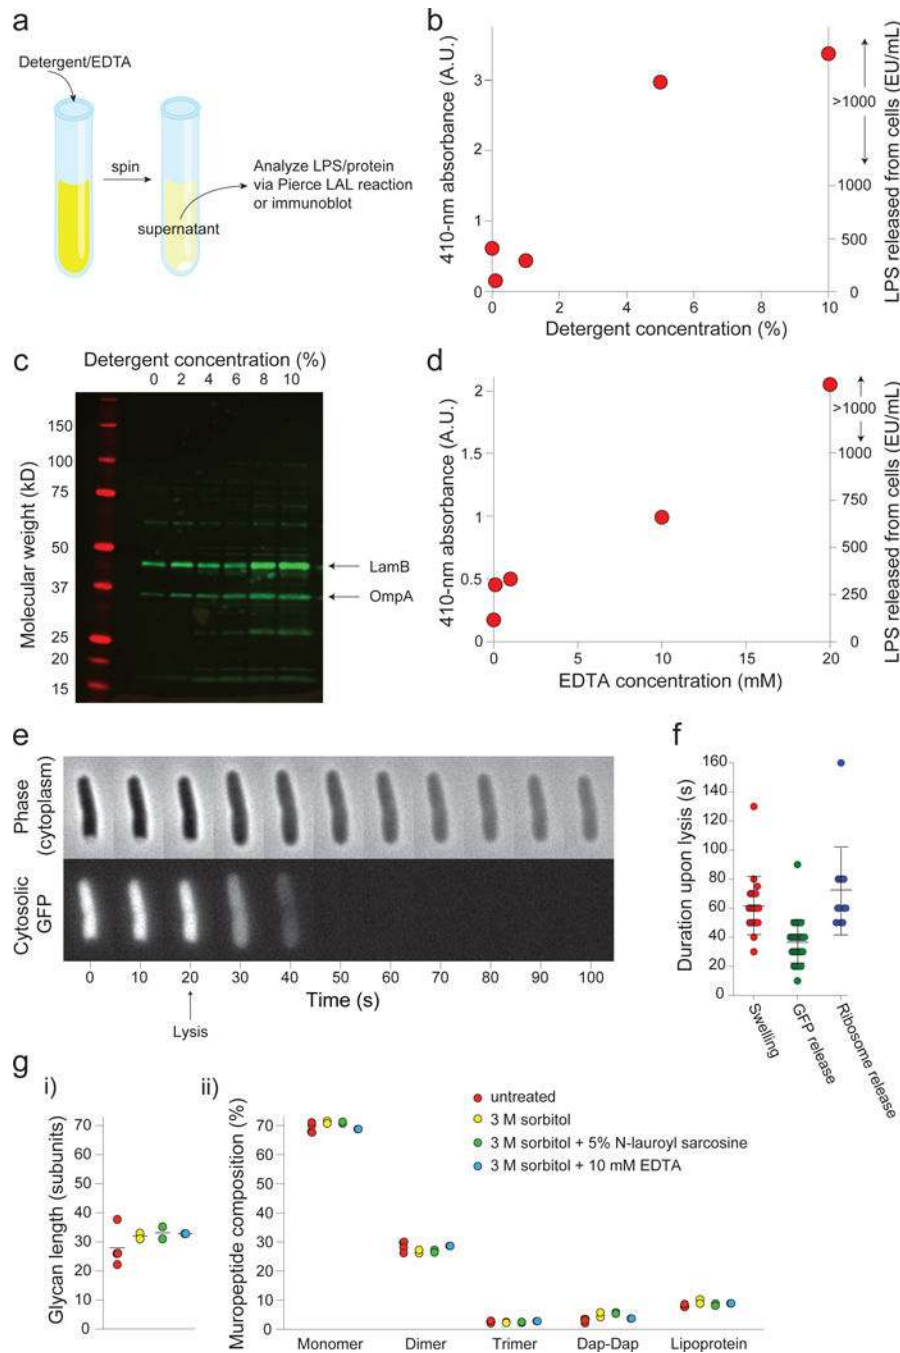 a
Detergent/EDTA
spin
supernatant
Analyze LPS/protein
via Pierce LAL reaction
or immunoblot
b
410-nm absorbance (A.U.)
3
2
1
0
0 2 4 6 8 10
Detergent concentration (%)
>1000
1000
500
0
LPS released from cells (EU/mL)
c
Detergent concentration (%)
0 2 4 6 8 10
Molecular weight (kD)
150
100
75
50
37
25
20
15
LamB
OmpA
d
410-nm absorbance (A.U.)
2
1.5
1
0.5
0
0 5 10 15 20
EDTA concentration (mM)
>1000
1000
750
500
250
0
LPS released from cells (EU/mL)
e
Phase
(cytoplasm)
Cytosolic
GFP
0 10 20 30 40 50 60 70 80 90 100
Time (s)
Lysis
f
Duration upon lysis (s)
160
140
120
100
80
60
40
20
0
Swelling
GFP release
Ribosome release
g
i)
Glycan length (subunits)
70
60
50
40
30
20
10
0
ii)
Muropeptide composition (%)
70
60
50
40
30
20
10
0
untreated
3 M sorbitol
3 M sorbitol + 5% N-lauroyl sarcosine
3 M sorbitol + 10 mM EDTA
Monomer Dimer Trimer Dap-Dap Lipoprotein